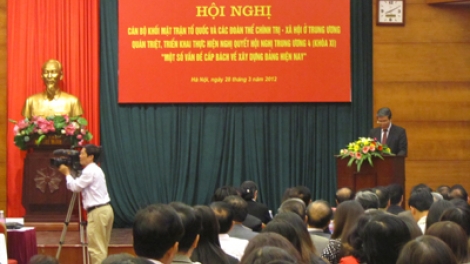 HỘI NGHỊ
CÁN BỘ KHỐI MẶT TRẬN TỔ QUỐC VÀ CÁC ĐOÀN THỂ CHÍNH TRỊ - XÃ HỘI Ở TRUNG ƯƠNG
QUÁN TRIỆT, TRIỂN KHAI THỰC HIỆN NGHỊ QUYẾT HỘI NGHỊ TRUNG ƯƠNG 4 (KHÓA XI)
"MỘT SỐ VẤN ĐỀ CẤP BÁCH VỀ XÂY DỰNG ĐẢNG HIỆN NAY"
Hà Nội, ngày 20 tháng 3 năm 2012